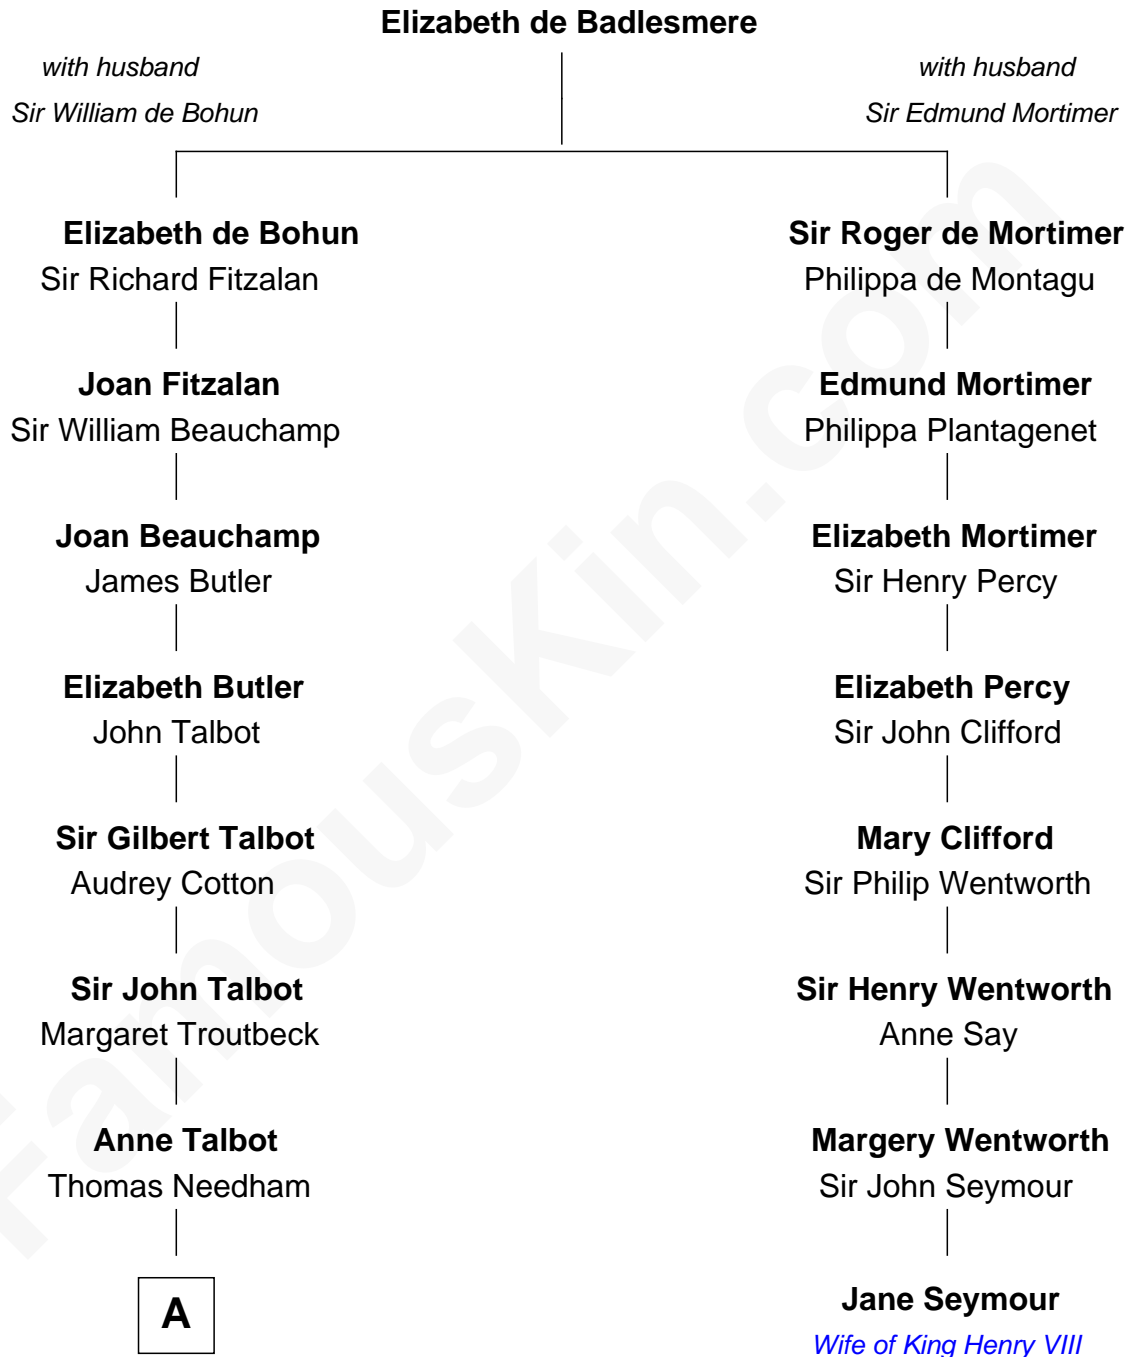 Elizabeth de Badlesmere
with husband
Sir William de Bohun
with husband
Sir Edmund Mortimer
Elizabeth de Bohun
Sir Richard Fitzalan
Joan Fitzalan
Sir William Beauchamp
Joan Beauchamp
James Butler
Elizabeth Butler
John Talbot
Sir Gilbert Talbot
Audrey Cotton
Sir John Talbot
Margaret Troutbeck
Anne Talbot
Thomas Needham
A
Sir Roger de Mortimer
Philippa de Montagu
Edmund Mortimer
Philippa Plantagenet
Elizabeth Mortimer
Sir Henry Percy
Elizabeth Percy
Sir John Clifford
Mary Clifford
Sir Philip Wentworth
Sir Henry Wentworth
Anne Say
Margery Wentworth
Sir John Seymour
Jane Seymour
Wife of King Henry VIII
FamousKin.com